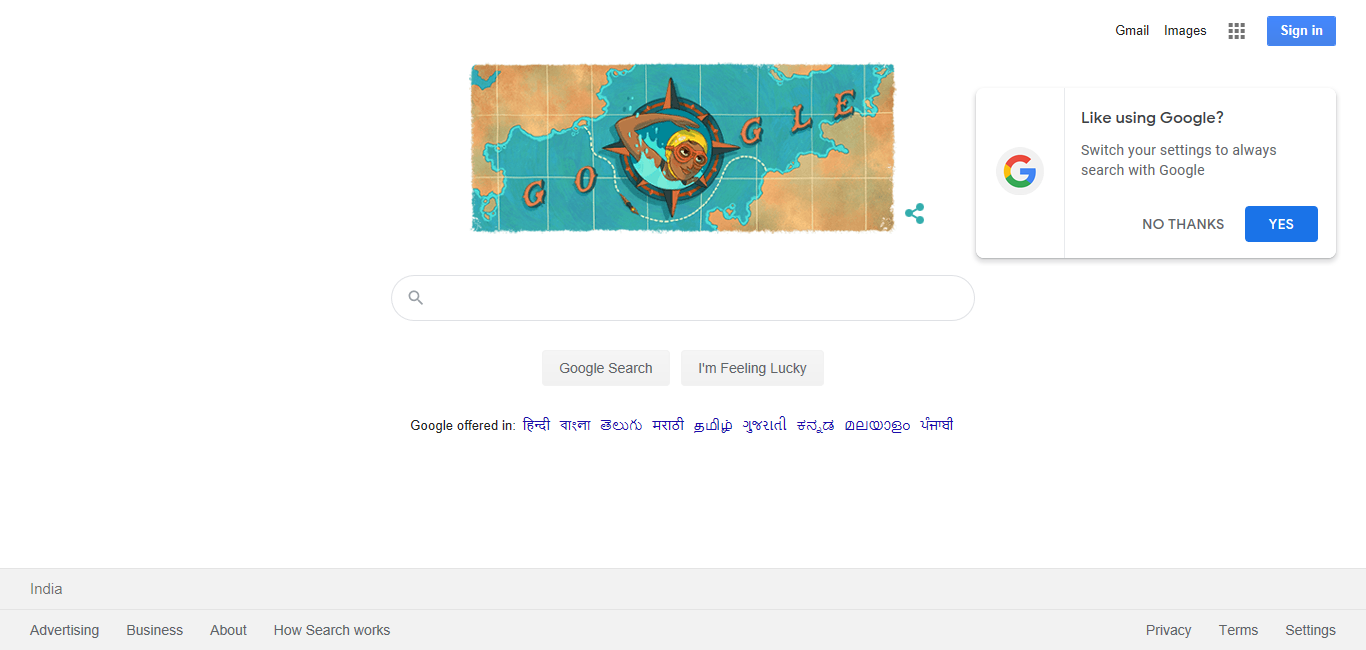 Gmail Images Sign in
G O G L E
Like using Google?
Switch your settings to always
search with Google
NO THANKS YES
Google Search I'm Feeling Lucky
Google offered in: हिन्दी বাংলা తెలుగు मराठी தமிழ் ગુજરાતી ಕನ್ನಡ മലയാളം ਪੰਜਾਬੀ
India
Advertising Business About How Search works Privacy Terms Settings